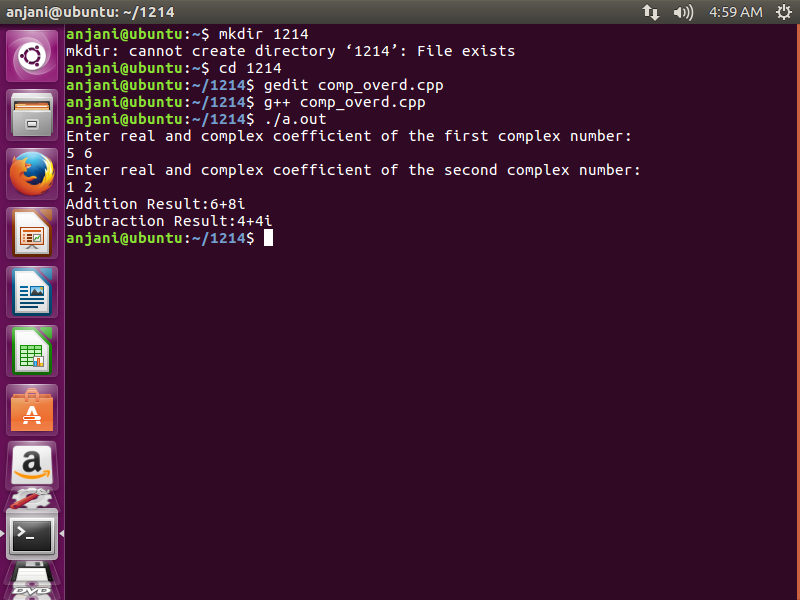 anjani@ubuntu: ~/1214 4:59 AM
anjani@ubuntu:~$ mkdir 1214
mkdir: cannot create directory ‘1214’: File exists
anjani@ubuntu:~$ cd 1214
anjani@ubuntu:~/1214$ gedit comp_overd.cpp
anjani@ubuntu:~/1214$ g++ comp_overd.cpp
anjani@ubuntu:~/1214$ ./a.out
Enter real and complex coefficient of the first complex number:
5 6
Enter real and complex coefficient of the second complex number:
1 2
Addition Result:6+8i
Subtraction Result:4+4i
anjani@ubuntu:~/1214$
A
a
>_
DVD